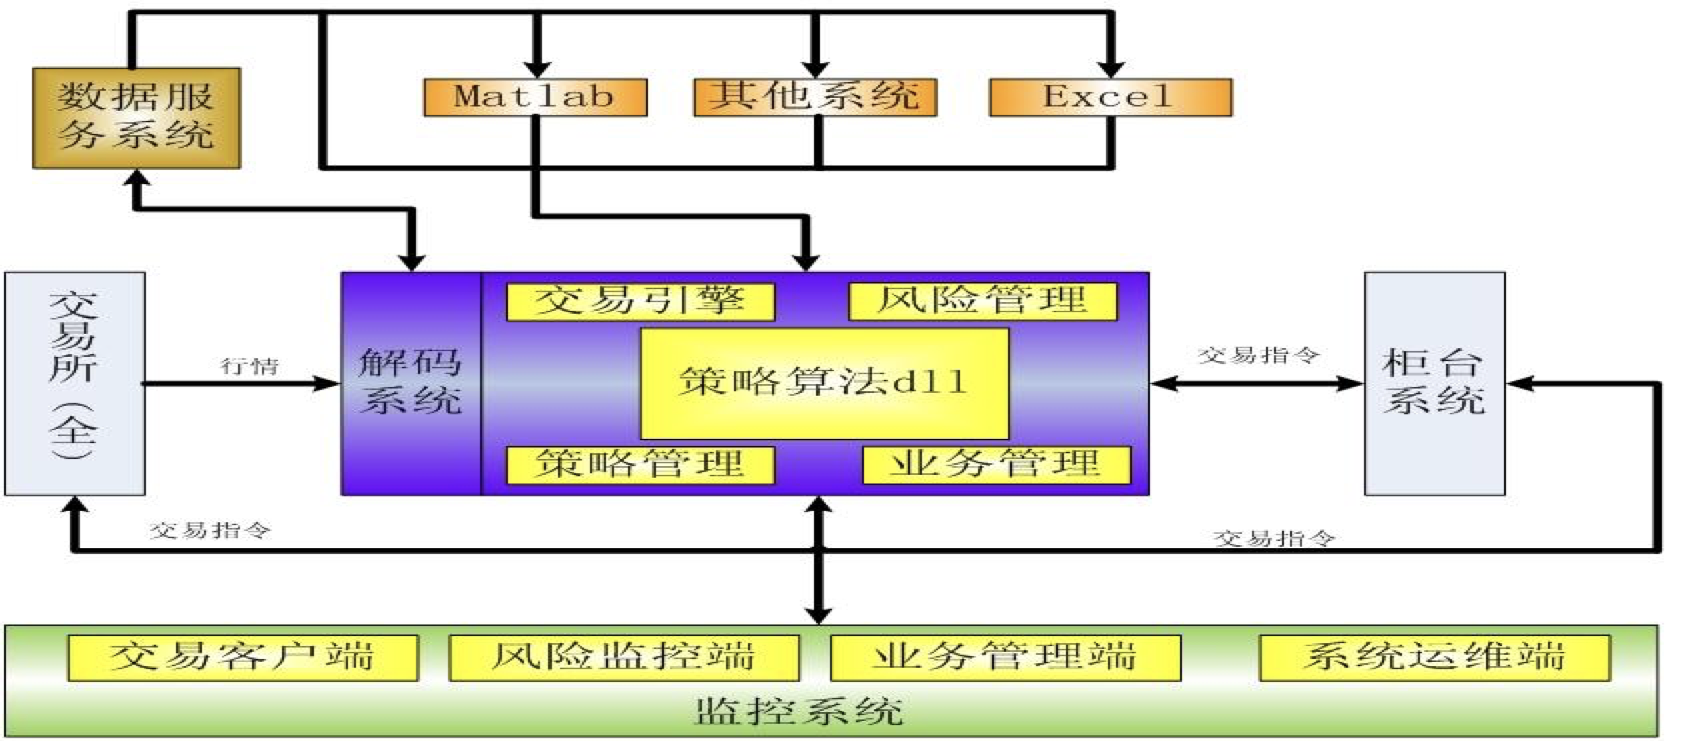 数据服
务系统
Matlab
其他系统
Excel
交易所（全）
行情
解码
系统
交易引擎
风险管理
策略算法dll
策略管理
业务管理
交易指令
柜台
系统
交易指令
交易指令
交易客户端
风险监控端
业务管理端
系统运维端
监控系统